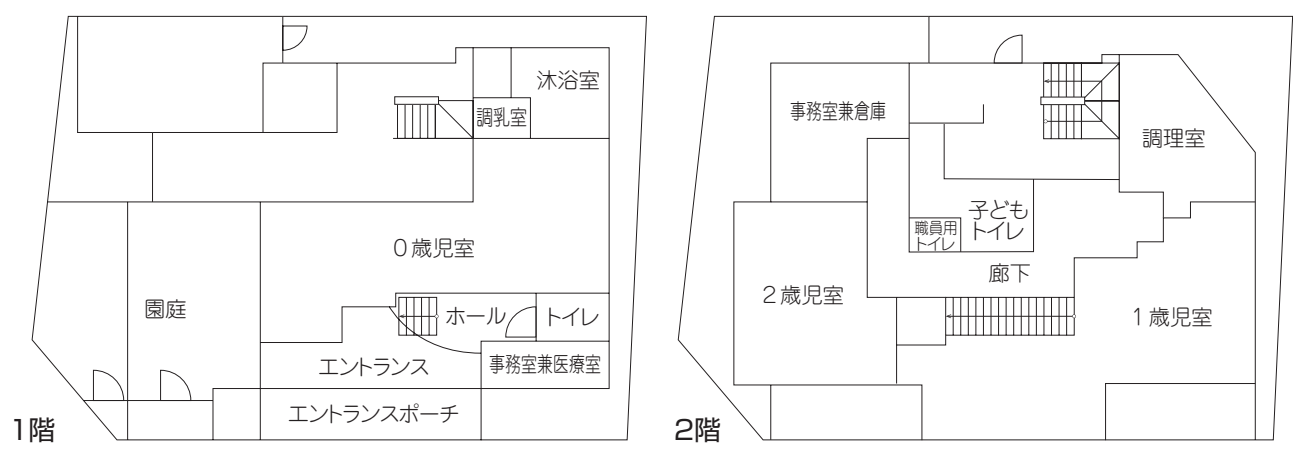 沐浴室
調乳室
0歳児室
園庭
ホール
トイレ
エントランス
事務室兼医療室
エントランスポーチ
1階
事務室兼倉庫
調理室
子ども
トイレ
職員用
トイレ
廊下
2歳児室
1歳児室
2階